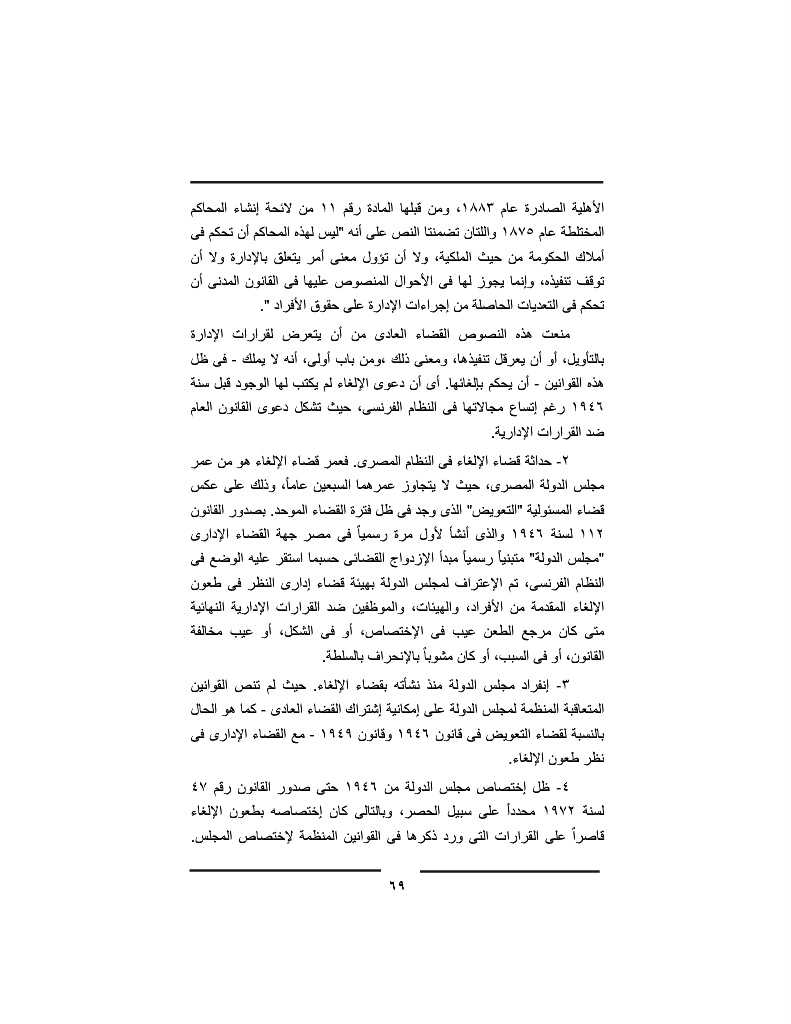 الأهلية الصادرة عام ١٨٨٣، ومن قبلها المادة رقم ١١ من لائحة إنشاء المحاكم
المختلطة عام ١٨٧٥ واللتان تضمنتا النص على أنه "ليس لهذه المحاكم أن تحكم فى
أملاك الحكومة من حيث الملكية، ولا أن تؤول معنى أمر يتعلق بالإدارة ولا أن
توقف تنفيذه، وإنما يجوز لها فى الأحوال المنصوص عليها فى القانون المدنى أن
تحكم فى التعديات الحاصلة من إجراءات الإدارة على حقوق الأفراد ".
منعت هذه النصوص القضاء العادى من أن يتعرض لقرارات الإدارة
بالتأويل، أو أن يعرقل تنفيذها، ومعنى ذلك ،ومن باب أولى، أنه لا يملك - فى ظل
هذه القوانين - أن يحكم بإلغائها. أى أن دعوى الإلغاء لم يكتب لها الوجود قبل سنة
١٩٤٦ رغم إتساع مجالاتها فى النظام الفرنسى، حيث تشكل دعوى القانون العام
ضد القرارات الإدارية.
٢- حداثة قضاء الإلغاء فى النظام المصرى. فعمر قضاء الإلغاء هو من عمر
مجلس الدولة المصرى، حيث لا يتجاوز عمرهما السبعين عاماً، وذلك على عكس
قضاء المسئولية "التعويض" الذى وجد فى ظل فترة القضاء الموحد. بصدور القانون
١١٢ لسنة ١٩٤٦ والذى أنشأ لأول مرة رسمياً فى مصر جهة القضاء الإدارى
"مجلس الدولة" متبنياً رسمياً مبدأ الإزدواج القضائى حسبما استقر عليه الوضع فى
النظام الفرنسى، تم الإعتراف لمجلس الدولة بهيئة قضاء إدارى النظر فى طعون
الإلغاء المقدمة من الأفراد، والهيئات، والموظفين ضد القرارات الإدارية النهائية
متى كان مرجع الطعن عيب فى الإختصاص، أو فى الشكل، أو عيب مخالفة
القانون، أو فى السبب، أو كان مشوباً بالإنحراف بالسلطة.
٣- إنفراد مجلس الدولة منذ نشأته بقضاء الإلغاء. حيث لم تنص القوانين
المتعاقبة المنظمة لمجلس الدولة على إمكانية إشتراك القضاء العادى - كما هو الحال
بالنسبة لقضاء التعويض فى قانون ١٩٤٦ وقانون ١٩٤٩ - مع القضاء الإدارى فى
نظر طعون الإلغاء.
٤- ظل إختصاص مجلس الدولة من ١٩٤٦ حتى صدور القانون رقم ٤٧
لسنة ١٩٧٢ محدداً على سبيل الحصر، وبالتالى كان إختصاصه بطعون الإلغاء
قاصراً على القرارات التى ورد ذكرها فى القوانين المنظمة لإختصاص المجلس.
٦٩